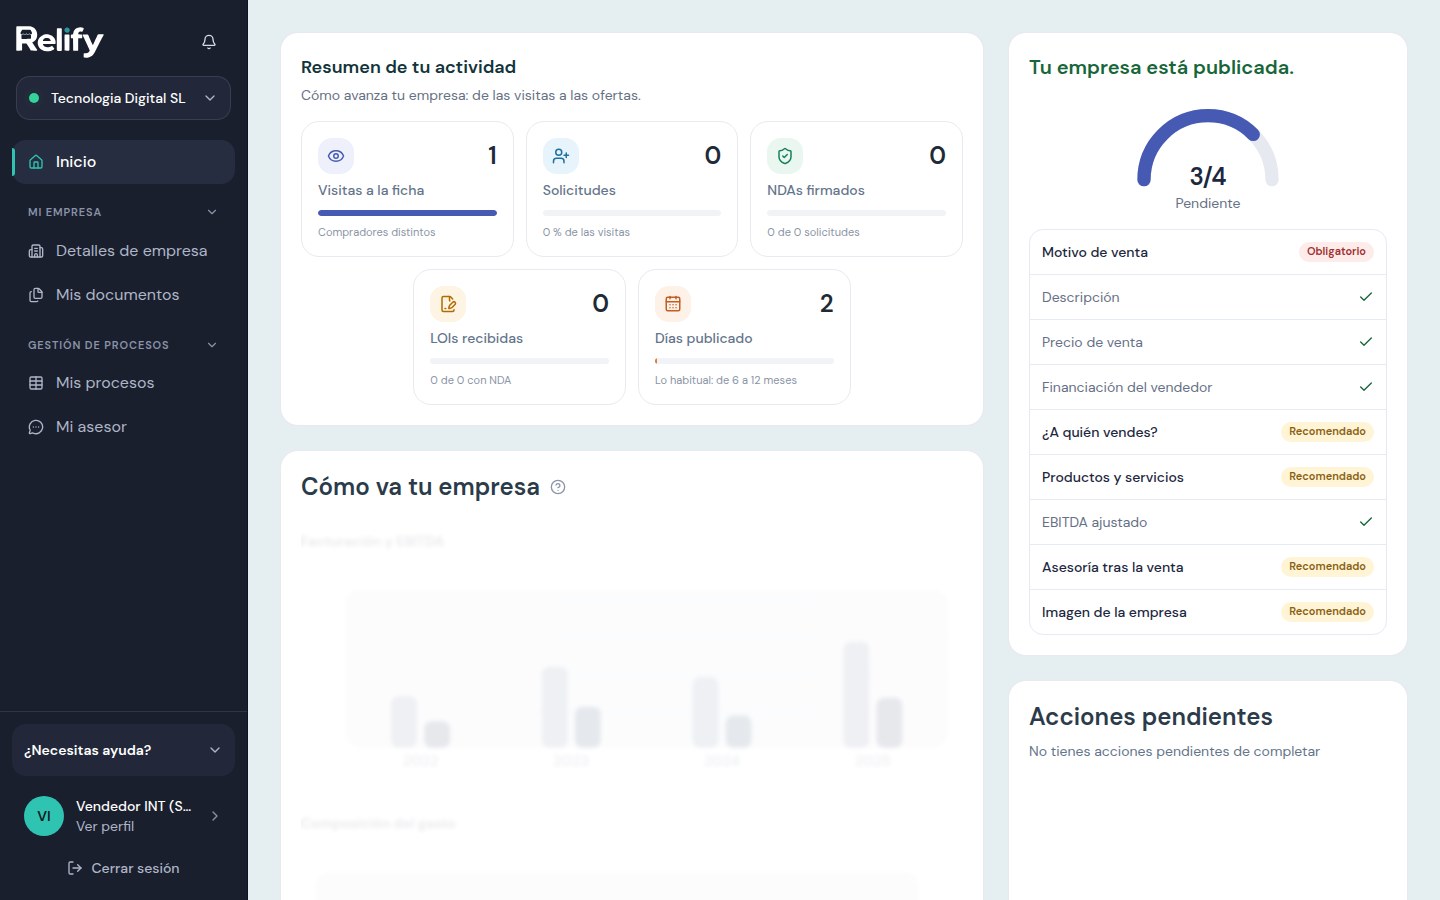 Relify
Tecnologia Digital SL
Inicio
MI EMPRESA
Detalles de empresa
Mis documentos
GESTIÓN DE PROCESOS
Mis procesos
Mi asesor
¿Necesitas ayuda?
VI
Vendedor INT (S...
Ver perfil
Cerrar sesión
Resumen de tu actividad
Cómo avanza tu empresa: de las visitas a las ofertas.
1
Visitas a la ficha
Compradores distintos
0
Solicitudes
0 % de las visitas
0
NDAs firmados
0 de 0 solicitudes
0
LOIs recibidas
0 de 0 con NDA
2
Días publicado
Lo habitual: de 6 a 12 meses
Cómo va tu empresa
Facturación y EBITDA
2023
2024
2025
Tu empresa está publicada.
3/4
Pendiente
Motivo de venta Obligatorio
Descripción
Precio de venta
Financiación del vendedor
¿A quién vendes? Recomendado
Productos y servicios Recomendado
EBITDA ajustado
Asesoría tras la venta Recomendado
Imagen de la empresa Recomendado
Acciones pendientes
No tienes acciones pendientes de completar